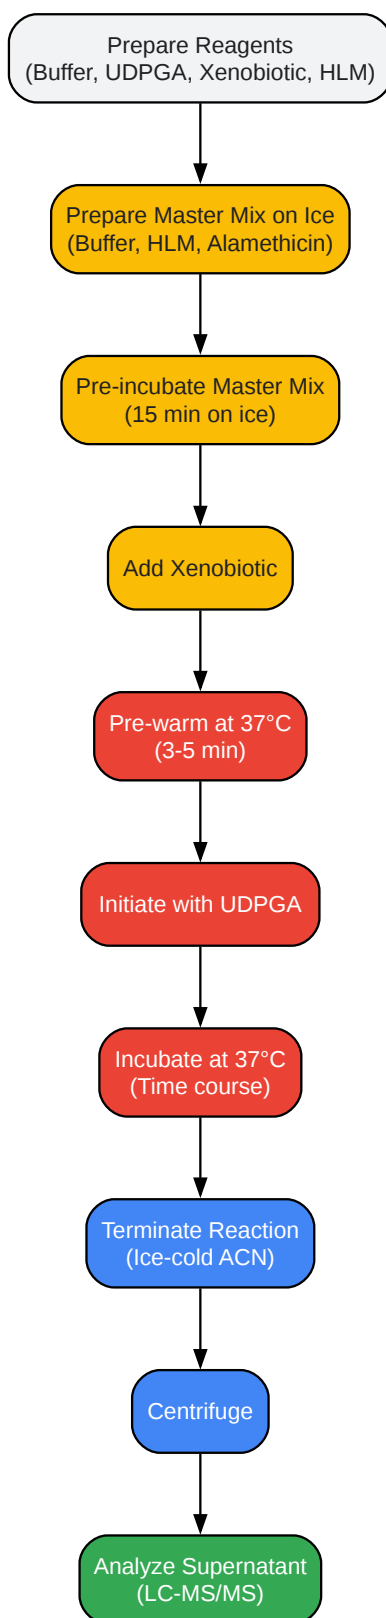 Prepare Reagents
(Buffer, UDPGA, Xenobiotic, HLM)
Prepare Master Mix on Ice
(Buffer, HLM, Alamethicin)
Pre-incubate Master Mix
(15 min on ice)
Add Xenobiotic
Pre-warm at 37°C
(3-5 min)
Initiate with UDPGA
Incubate at 37°C
(Time course)
Terminate Reaction
(Ice-cold ACN)
Centrifuge
Analyze Supernatant
(LC-MS/MS)